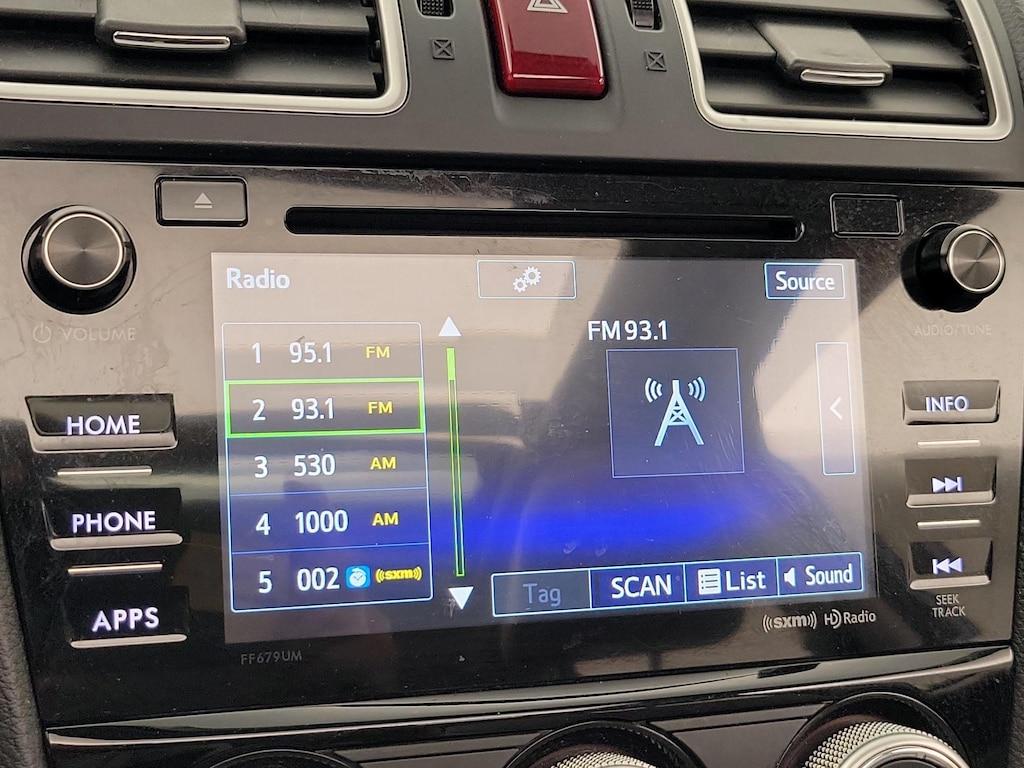 Radio
Source
FM 93.1
1 95.1 FM
2 93.1 FM
3 530 AM
4 1000 AM
5 002 ((sxm))
Tag SCAN List Sound
VOLUME
HOME
PHONE
APPS
AUDIO/TUNE
INFO
SEEK
TRACK
((sxm)) HD Radio
FF679UM